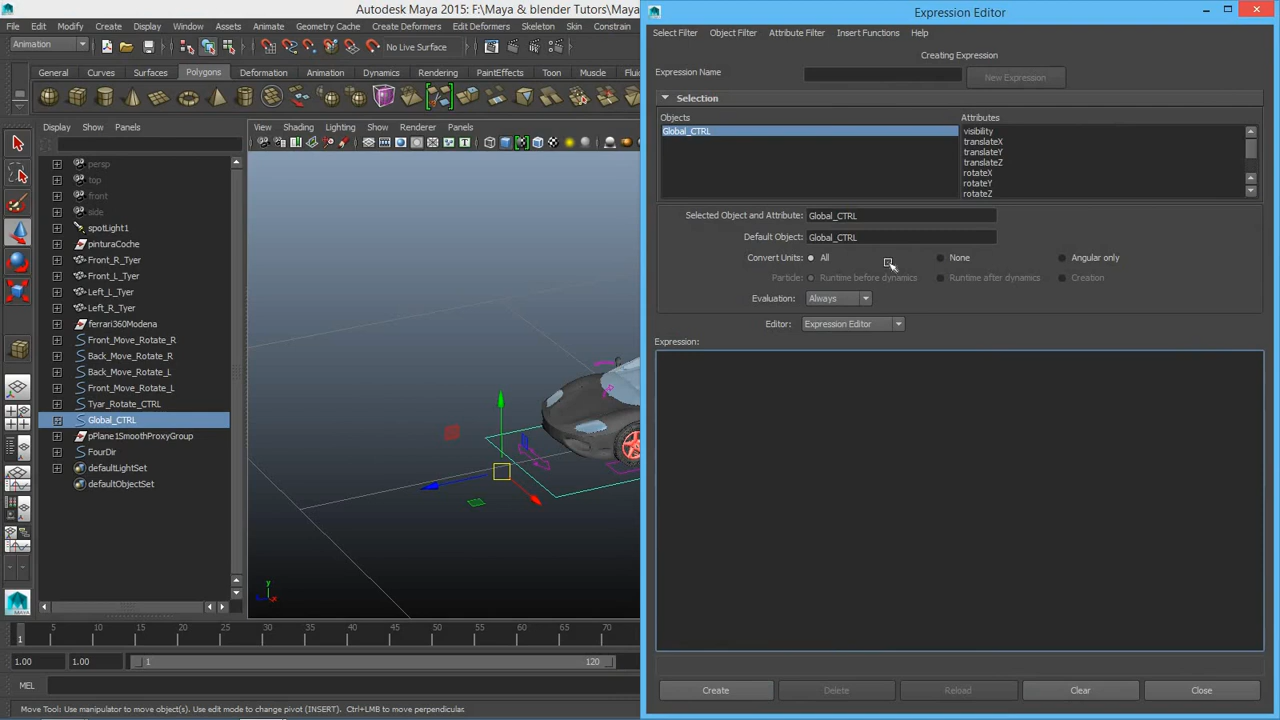 Autodesk Maya 2015: F:\Maya & blender Tutors\Maya
File Edit Modify Create Display Window Assets Animate Geometry Cache Create Deformers Edit Deformers Skeleton Skin Constrain
Animation
No Live Surface
General Curves Surfaces Polygons Deformation Animation Dynamics Rendering PaintEffects Toon Muscle
Display Show Panels
View Shading Lighting Show Renderer Panels
persp
top
front
side
spotLight1
pinturaCoche
Front_R_Tyer
Front_L_Tyer
Left_L_Tyer
Left_R_Tyer
ferrari360Modena
Front_Move_Rotate_R
Back_Move_Rotate_R
Back_Move_Rotate_L
Front_Move_Rotate_L
Tyar_Rotate_CTRL
Global_CTRL
pPlane1SmoothProxyGroup
FourDir
defaultLightSet
defaultObjectSet
y
x
MAYA
1 5 10 15 20 25 30 35 40 45 50 55 60 65 70
1.00 1.00 1 120
MEL
Move Tool: Use manipulator to move object(s). Use edit mode to change pivot (INSERT). Ctrl+LMB to move perpendicular.
Expression Editor
Select Filter Object Filter Attribute Filter Insert Functions Help
Creating Expression
Expression Name New Expression
Selection
Objects Attributes
Global_CTRL
visibility
translateX
translateY
translateZ
rotateX
rotateY
rotateZ
Selected Object and Attribute: Global_CTRL
Default Object: Global_CTRL
Convert Units: All None Angular only
Particle: Runtime before dynamics Runtime after dynamics Creation
Evaluation: Always
Editor: Expression Editor
Expression:
Create Delete Reload Clear Close